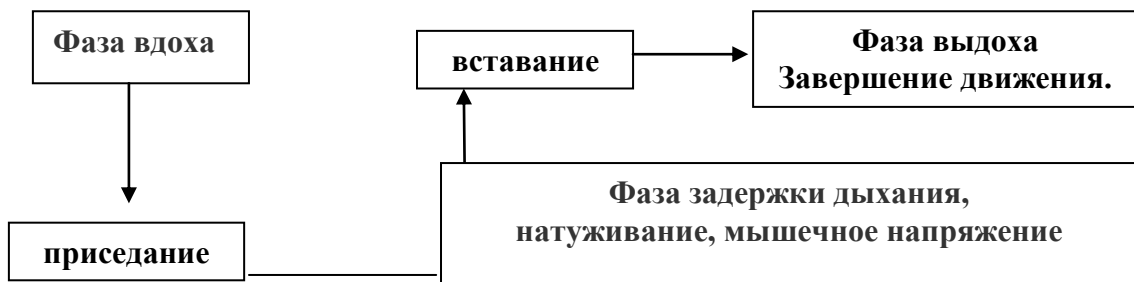 Фаза вдоха
вставание
Фаза выдоха
Завершение движения.
Фаза задержки дыхания,
натуживание, мышечное напряжение
приседание